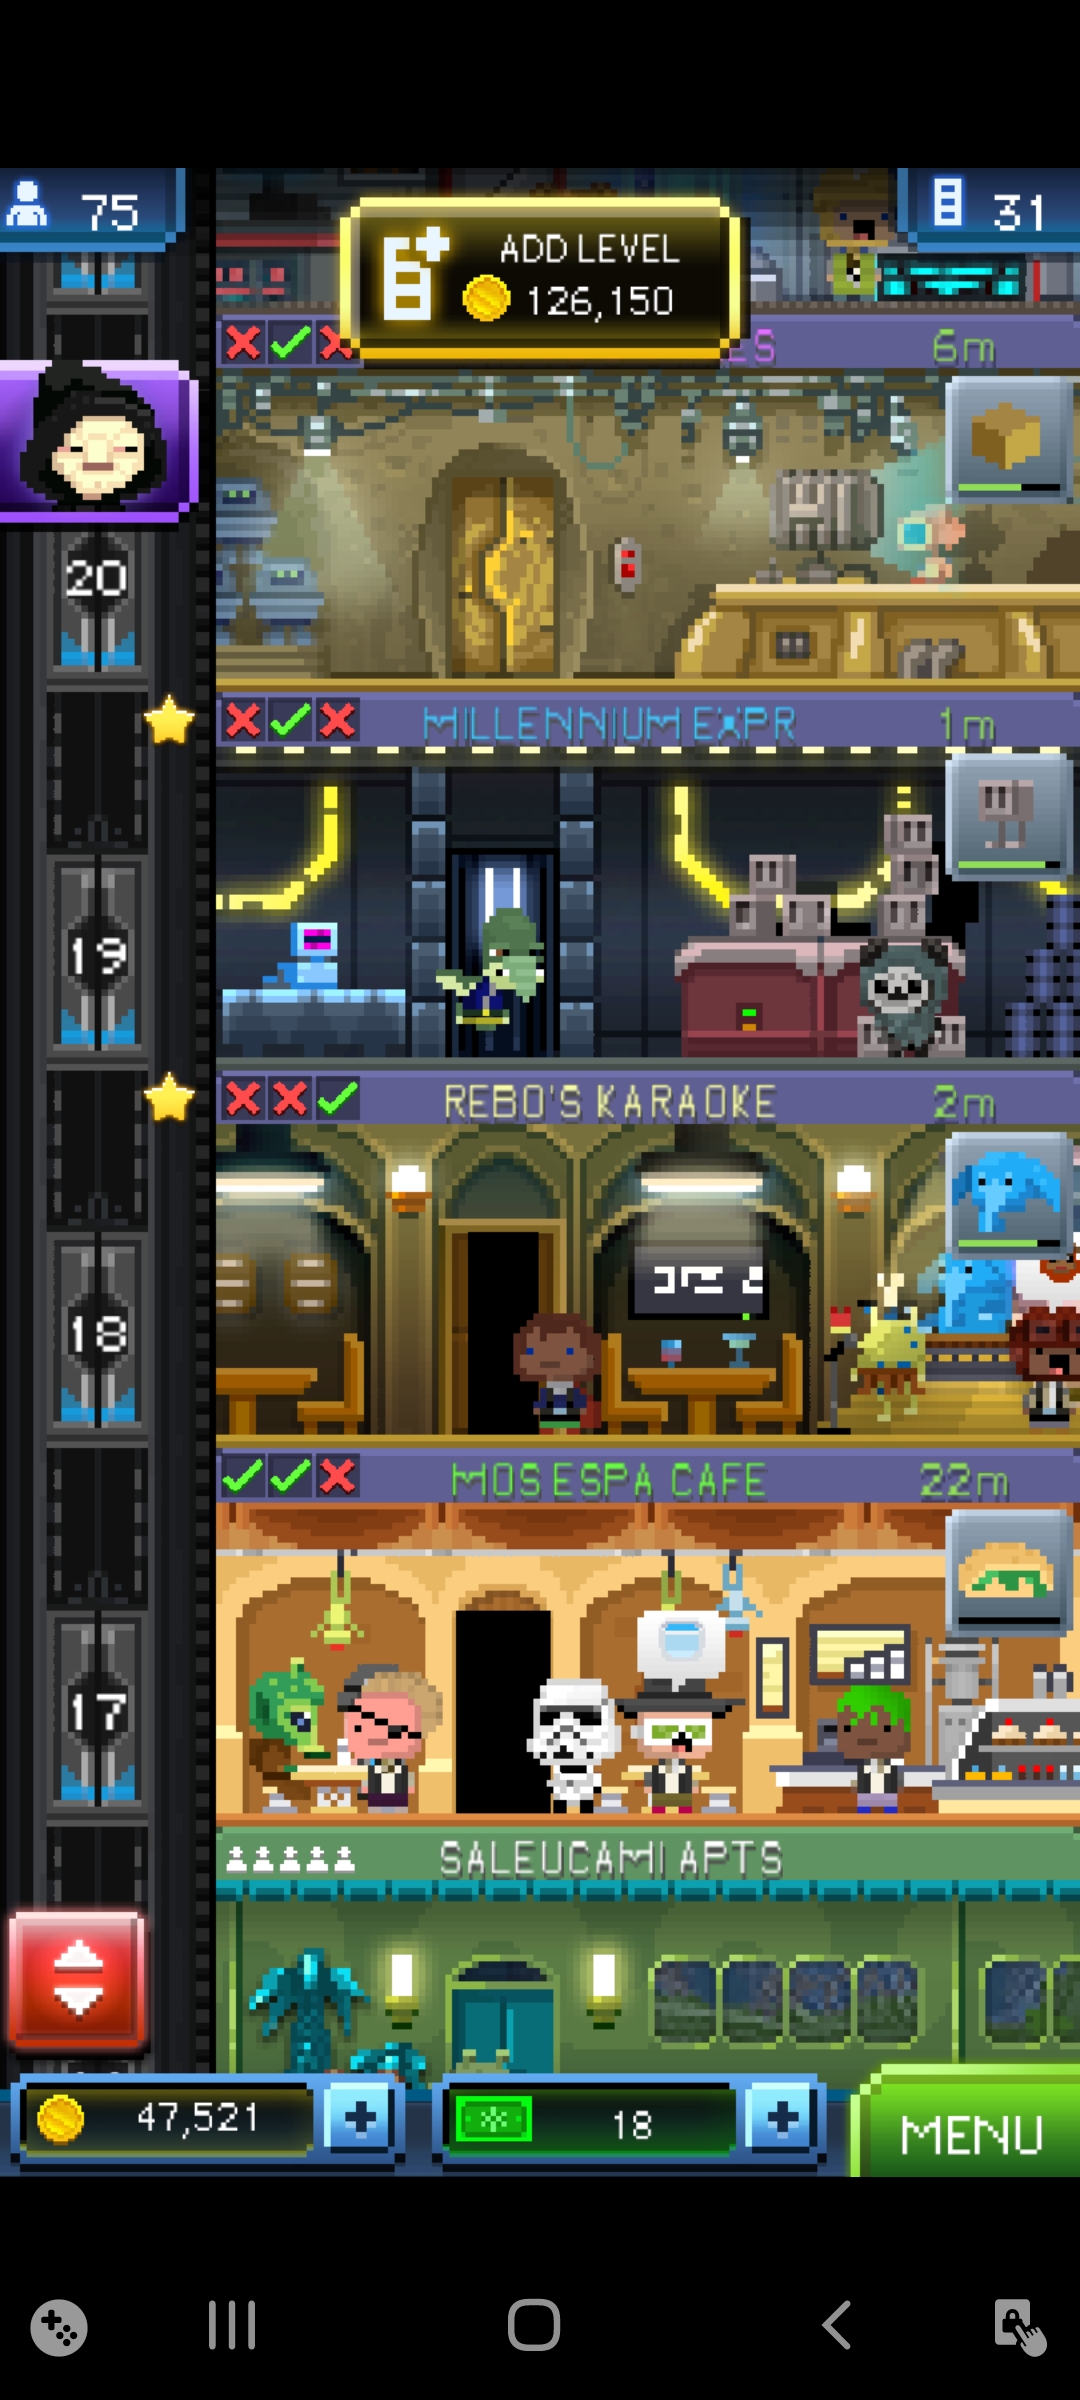 75
ADD LEVEL
126,150
31
ES 6m
20
MILLENNIUM EXPR 1m
19
REBO'S KARAOKE 2m
18
MOS ESPA CAFE 22m
17
SALEUCAMI APTS
47,521
18
MENU